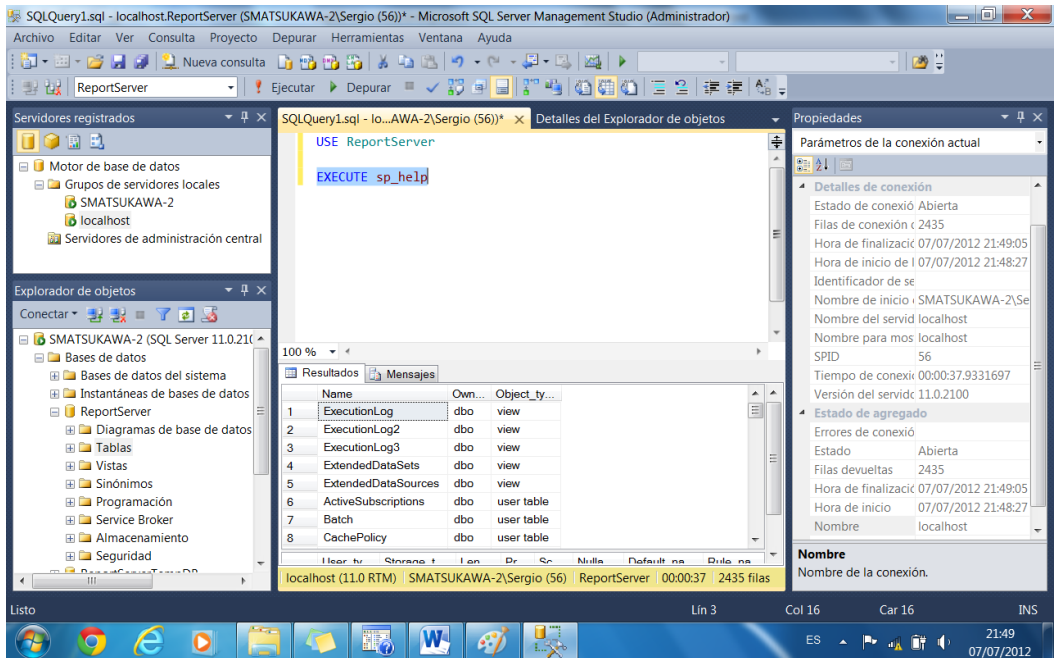 SQLQuery1.sql - localhost.ReportServer (SMATSUKAWA-2\Sergio (56))* - Microsoft SQL Server Management Studio (Administrador)
Archivo Editar Ver Consulta Proyecto Depurar Herramientas Ventana Ayuda
Nueva consulta
ReportServer
Ejecutar
Depurar
Servidores registrados
Motor de base de datos
Grupos de servidores locales
SMATSUKAWA-2
localhost
Servidores de administración central
Explorador de objetos
Conectar
SMATSUKAWA-2 (SQL Server 11.0.210
Bases de datos
Bases de datos del sistema
Instantáneas de bases de datos
ReportServer
Diagramas de base de datos
Tablas
Vistas
Sinónimos
Programación
Service Broker
Almacenamiento
Seguridad
ReportServerTempDB
SQLQuery1.sql - lo...AWA-2\Sergio (56))*
Detalles del Explorador de objetos
USE ReportServer
EXECUTE sp_help
100 %
Resultados
Mensajes
Name Own... Object_ty...
1 ExecutionLog dbo view
2 ExecutionLog2 dbo view
3 ExecutionLog3 dbo view
4 ExtendedDataSets dbo view
5 ExtendedDataSources dbo view
6 ActiveSubscriptions dbo user table
7 Batch dbo user table
8 CachePolicy dbo user table
User_ty Storage_t Len Pr Sc Nulla Default_na Rule_na
localhost (11.0 RTM) SMATSUKAWA-2\Sergio (56) ReportServer 00:00:37 2435 filas
Propiedades
Parámetros de la conexión actual
Detalles de conexión
Estado de conexió Abierta
Filas de conexión c 2435
Hora de finalizació 07/07/2012 21:49:05
Hora de inicio de l 07/07/2012 21:48:27
Identificador de se
Nombre de inicio SMATSUKAWA-2\Se
Nombre del servid localhost
Nombre para mos localhost
SPID 56
Tiempo de conexi 00:00:37.9331697
Versión del servido 11.0.2100
Estado de agregado
Errores de conexió
Estado Abierta
Filas devueltas 2435
Hora de finalizació 07/07/2012 21:49:05
Hora de inicio 07/07/2012 21:48:27
Nombre localhost
Nombre
Nombre de la conexión.
Listo
Lín 3 Col 16 Car 16 INS
ES
21:49
07/07/2012